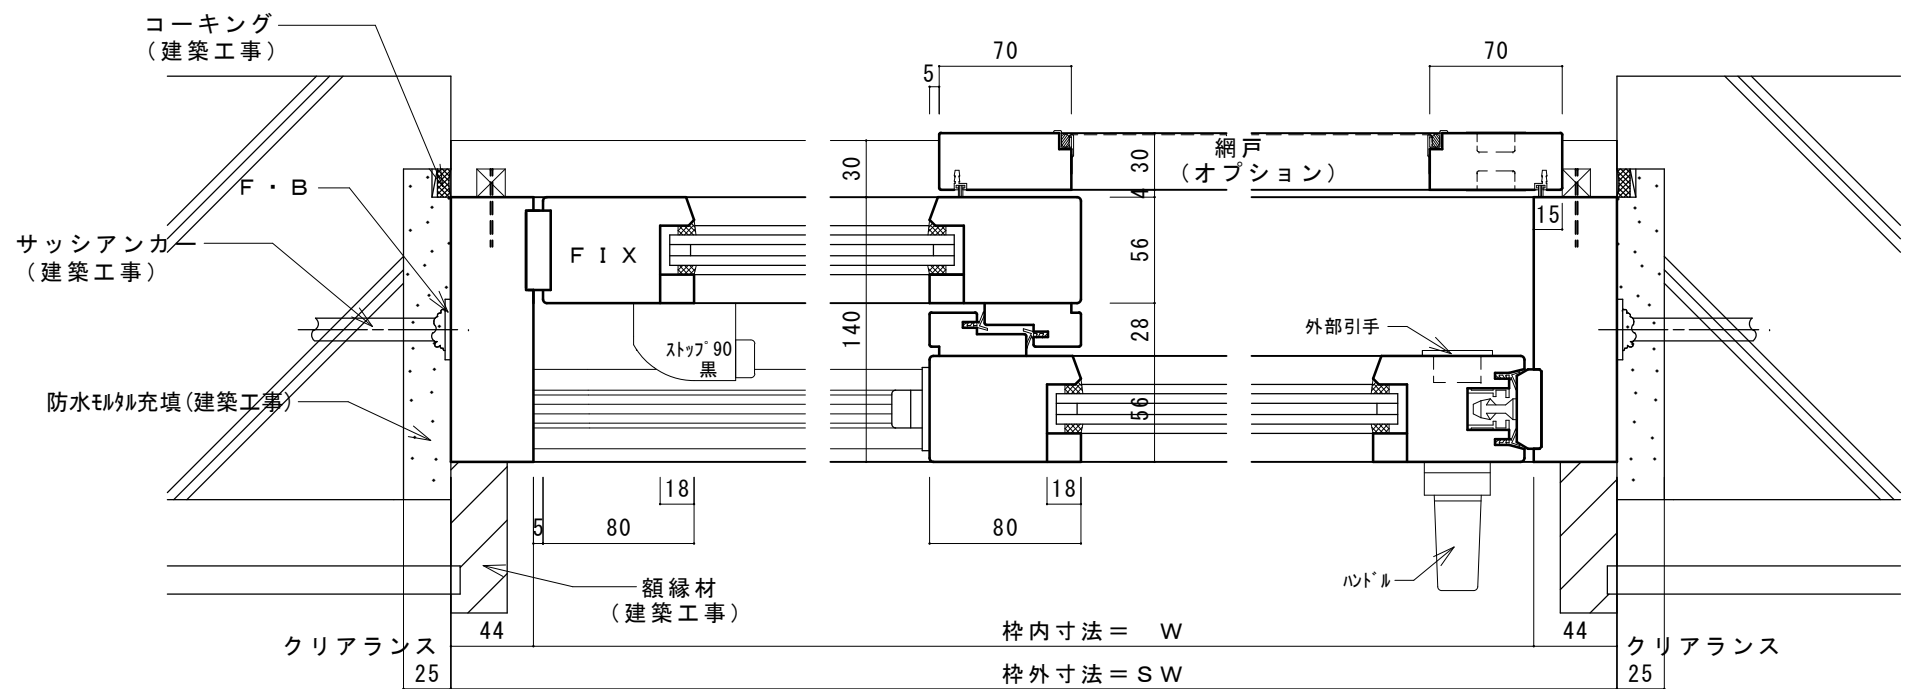 コーキング
（建築工事）
70
70
5
F・B
30
30
網戸
（オプション）
4
15
サッシアンカー
（建築工事）
FIX
56
140
28
ｽﾄｯﾌﾟ90
黒
外部引手
防水ﾓﾙﾀﾙ充填(建築工事)
56
18
18
5
80
80
ﾊﾝﾄﾞﾙ
額縁材
（建築工事）
44
枠内寸法＝ W
44
クリアランス
クリアランス
25
枠外寸法＝SW
25